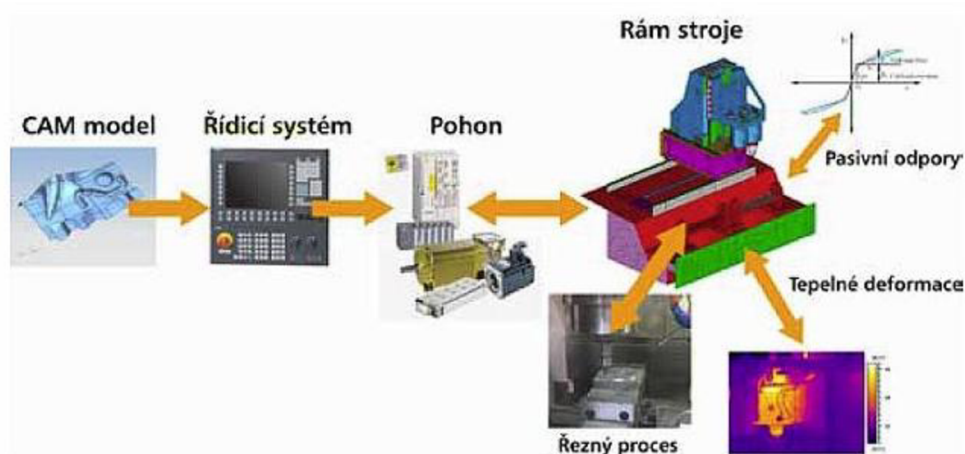 Rám stroje
CAM model
Řídicí systém
Pohon
Pasivní odpory
Tepelné deformace
Řezný proces